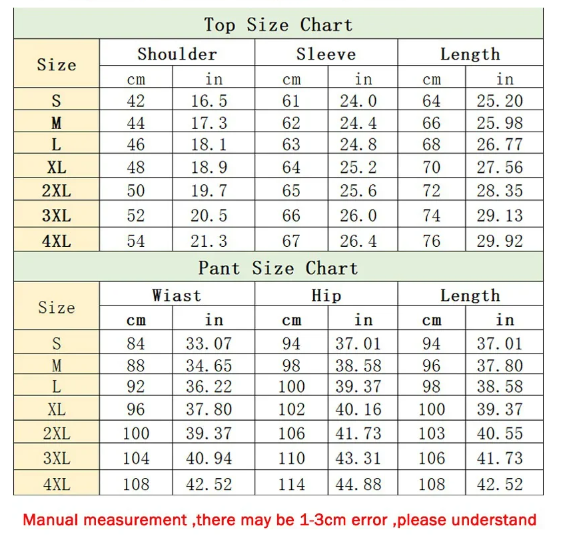 Top Size Chart
Size Shoulder Sleeve Length
cm in cm in cm in
S 42 16.5 61 24.0 64 25.20
M 44 17.3 62 24.4 66 25.98
L 46 18.1 63 24.8 68 26.77
XL 48 18.9 64 25.2 70 27.56
2XL 50 19.7 65 25.6 72 28.35
3XL 52 20.5 66 26.0 74 29.13
4XL 54 21.3 67 26.4 76 29.92
Pant Size Chart
Size Wiast Hip Length
cm in cm in cm in
S 84 33.07 94 37.01 94 37.01
M 88 34.65 98 38.58 96 37.80
L 92 36.22 100 39.37 98 38.58
XL 96 37.80 102 40.16 100 39.37
2XL 100 39.37 106 41.73 103 40.55
3XL 104 40.94 110 43.31 106 41.73
4XL 108 42.52 114 44.88 108 42.52
Manual measurement ,there may be 1-3cm error ,please understand